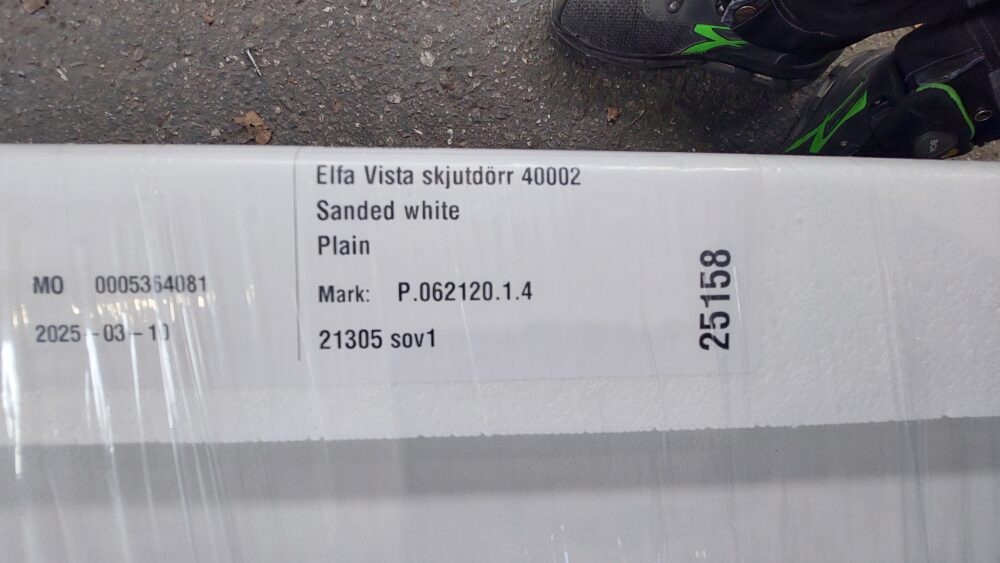 Elfa Vista skjutdörr 40002
Sanded white
Plain
MO 0005364081
Mark: P.062120.1.4
2025-03-10
21305 sov1
25158
BOA